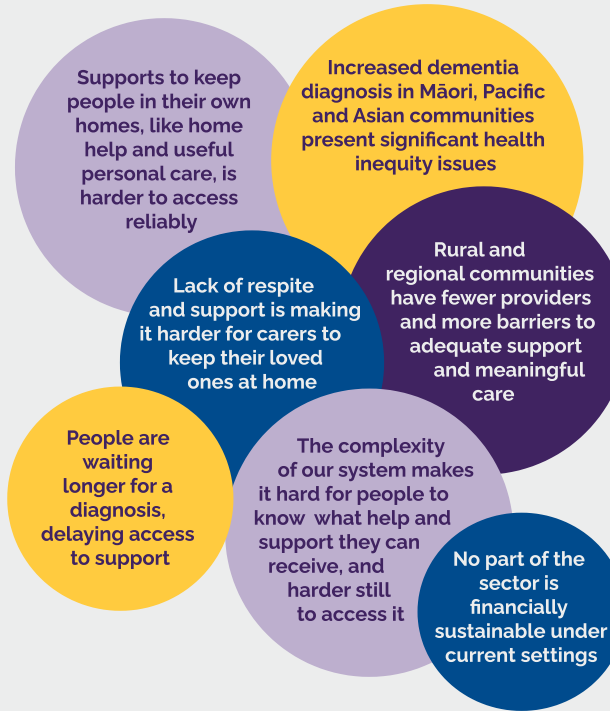 Supports to keep
people in their own
homes, like home
help and useful
personal care, is
harder to access
reliably
Increased dementia
diagnosis in Māori, Pacific
and Asian communities
present significant health
inequity issues
Lack of respite
and support is making
it harder for carers to
keep their loved
ones at home
Rural and
regional communities
have fewer providers
and more barriers to
adequate support
and meaningful
care
People are
waiting
longer for a
diagnosis,
delaying access
to support
The complexity
of our system makes
it hard for people to
know what help and
support they can
receive, and
harder still
to access it
No part of the
sector is
financially
sustainable under
current settings